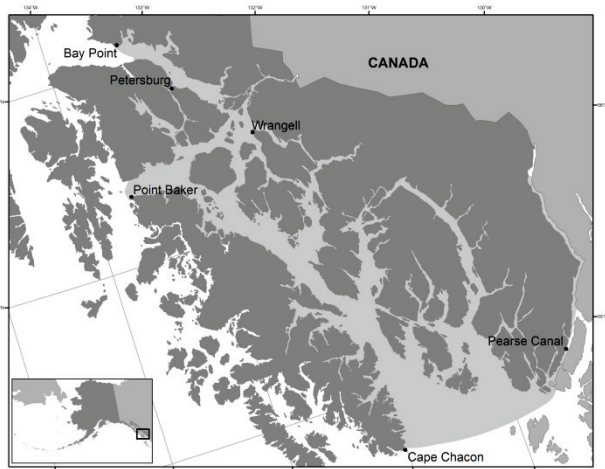 134°W
133°W
132°W
131°W
130°W
Bay Point
CANADA
Petersburg
Wrangell
Point Baker
Pearse Canal
Cape Chacon